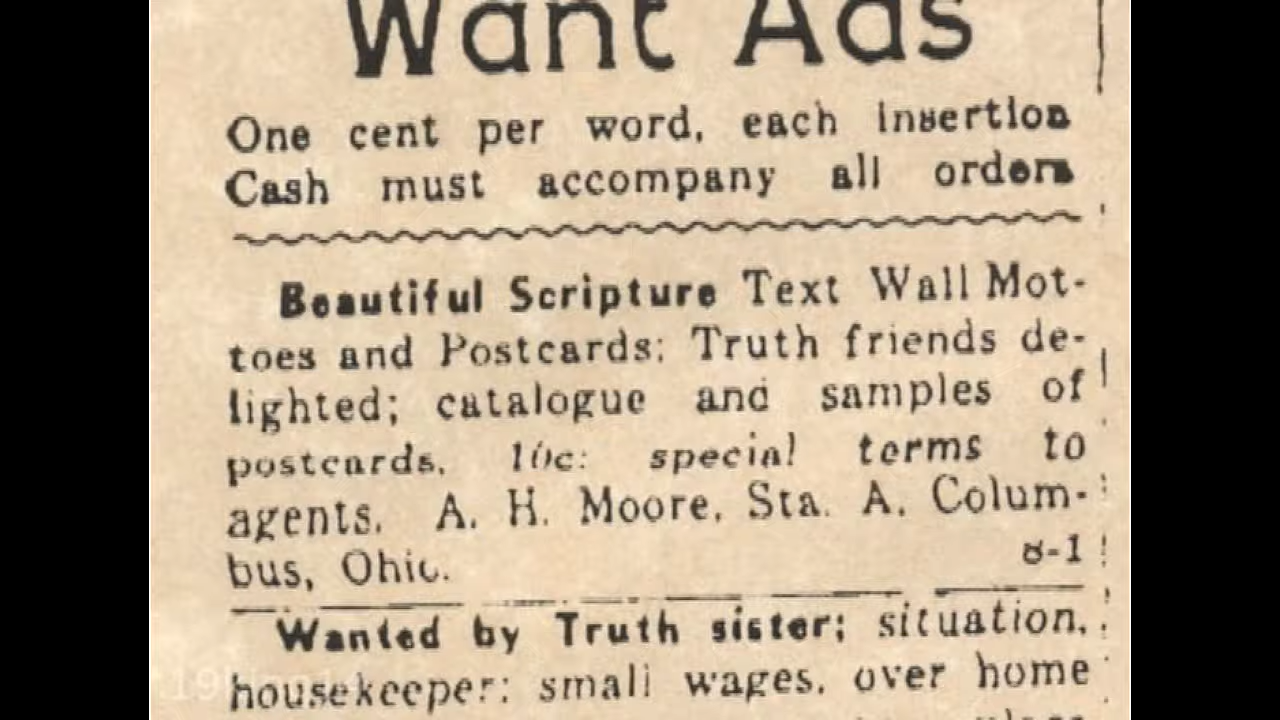 Want Ads
One cent per word, each insertion
Cash must accompany all orders
Beautiful Scripture Text Wall Mot-
toes and Postcards; Truth friends de-
lighted; catalogue and samples of
postcards, 10c; special terms to
agents. A. H. Moore, Sta. A. Colum-
bus, Ohio.
8-1
Wanted by Truth sister; situation,
housekeeper; small wages, over home